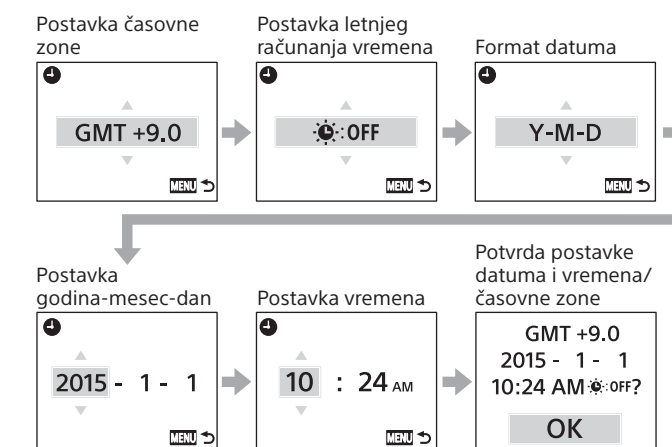 Postavka časovne
zone
GMT +9.0
MENU
Postavka letnjeg
računanja vremena
:OFF
MENU
Format datuma
Y-M-D
MENU
Postavka
godina-mesec-dan
2015 - 1 - 1
MENU
Postavka vremena
10 : 24 AM
MENU
Potvrda postavke
datuma i vremena/
časovne zone
GMT +9.0
2015 - 1 - 1
10:24 AM :OFF?
OK